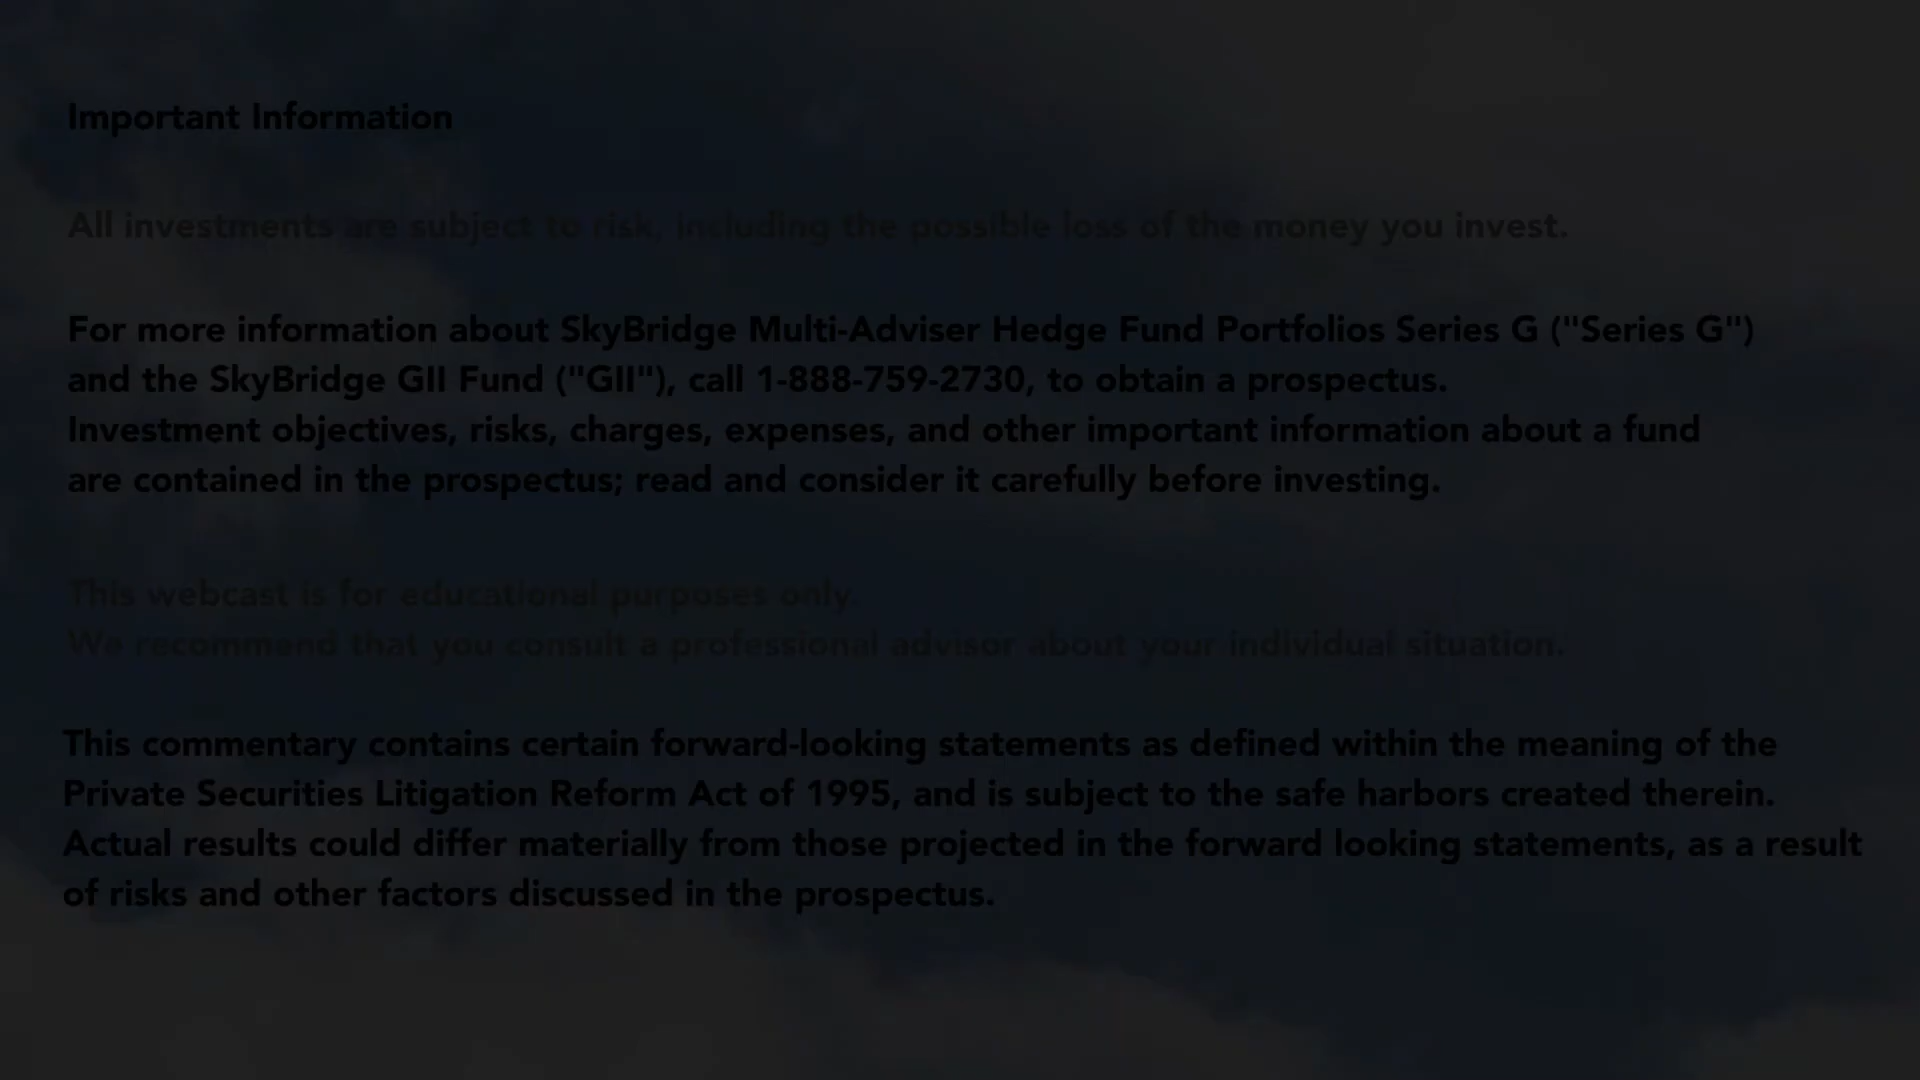 Important Information
All investments are subject to risk, including the possible loss of the money you invest.
For more information about SkyBridge Multi-Adviser Hedge Fund Portfolios Series G ("Series G")
and the SkyBridge GII Fund ("GII"), call 1-888-759-2730, to obtain a prospectus.
Investment objectives, risks, charges, expenses, and other important information about a fund
are contained in the prospectus; read and consider it carefully before investing.
This webcast is for educational purposes only.
We recommend that you consult a professional advisor about your individual situation.
This commentary contains certain forward-looking statements as defined within the meaning of the
Private Securities Litigation Reform Act of 1995, and is subject to the safe harbors created therein.
Actual results could differ materially from those projected in the forward looking statements, as a result
of risks and other factors discussed in the prospectus.